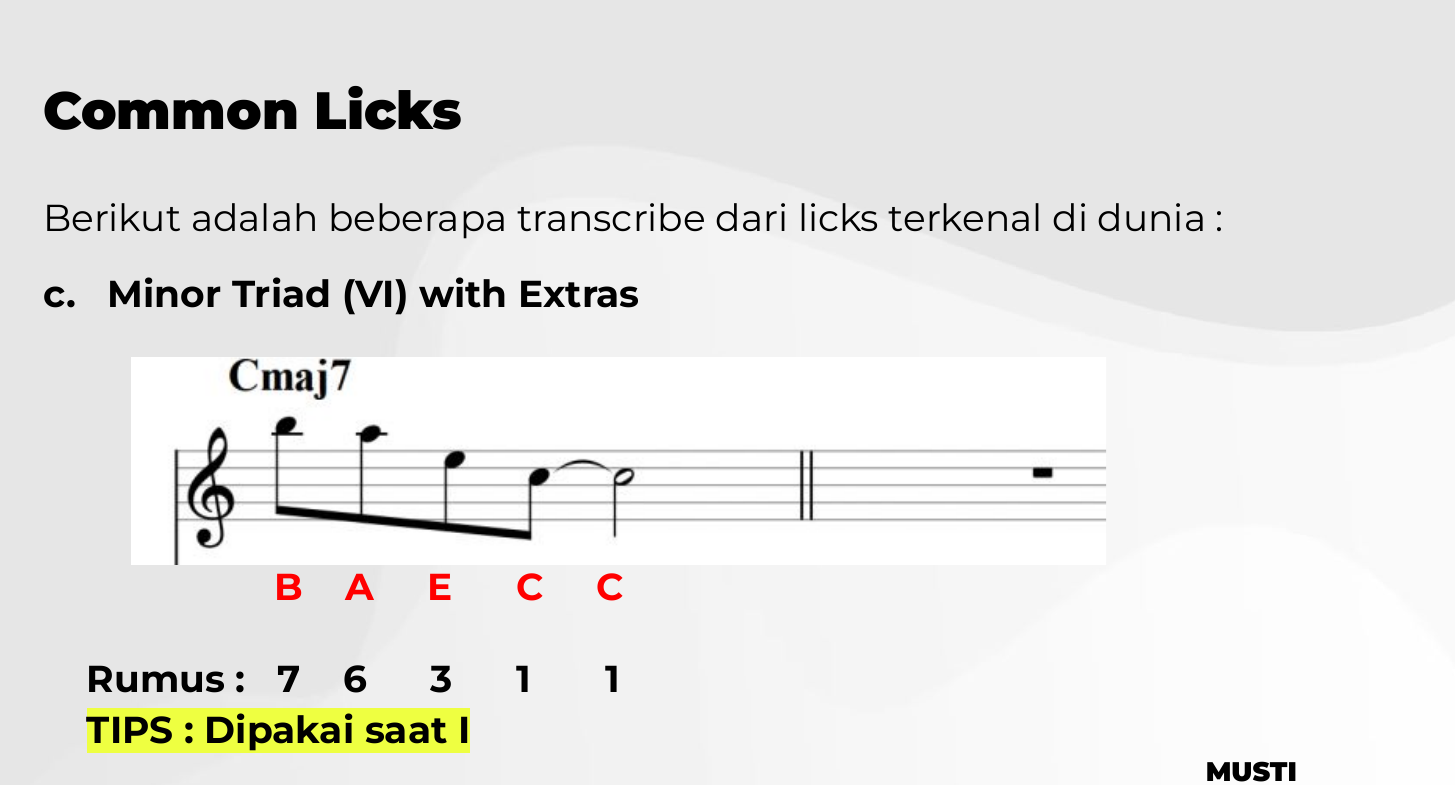 Common Licks
Berikut adalah beberapa transcribe dari licks terkenal di dunia :
c. Minor Triad (VI) with Extras
Cmaj7
B A E C C
Rumus : 7 6 3 1 1
TIPS : Dipakai saat I
MUSTI